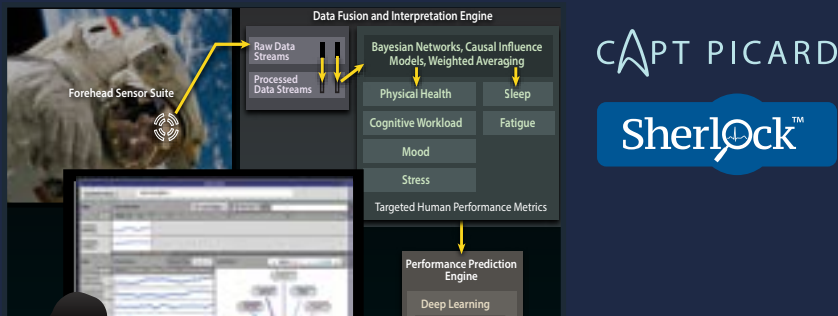 Data Fusion and Interpretation Engine
Forehead Sensor Suite
Raw Data
Streams
Processed
Data Streams
Bayesian Networks, Causal Influence
Models, Weighted Averaging
Physical Health
Sleep
Cognitive Workload
Fatigue
Mood
Stress
Targeted Human Performance Metrics
Performance Prediction
Engine
Deep Learning
CAPT PICARD
Sherlock™